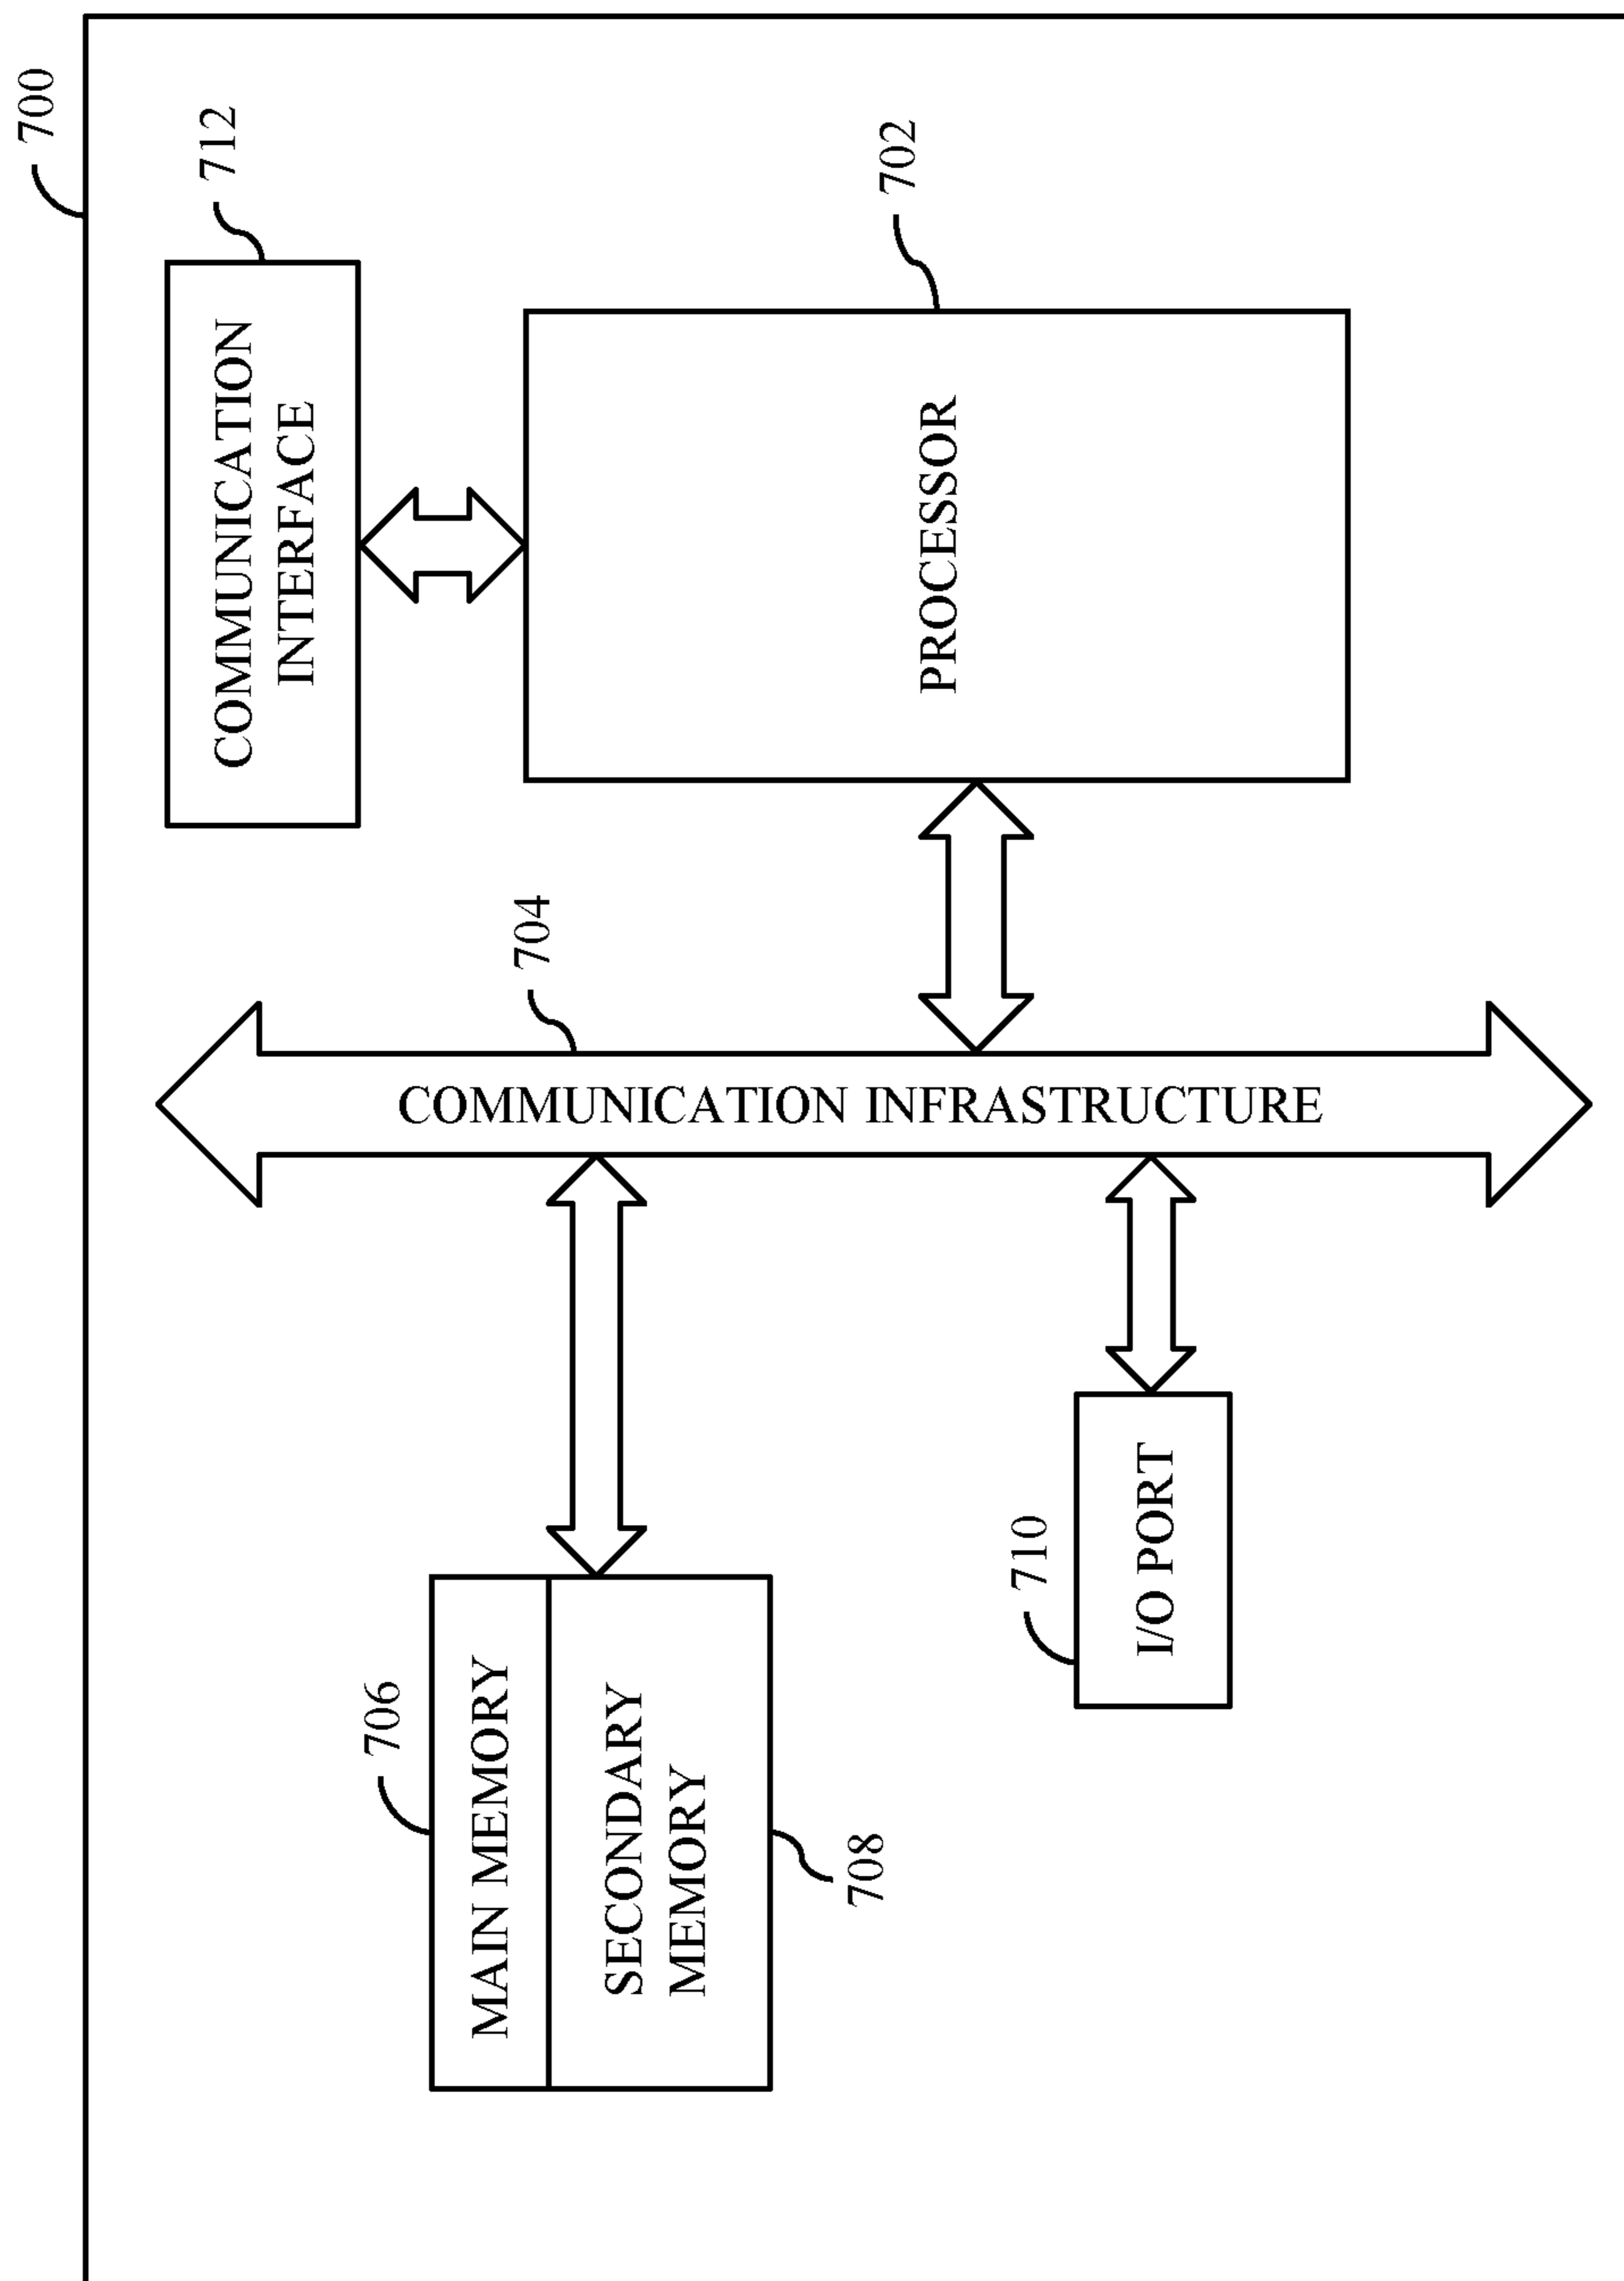 700
COMMUNICATION
INTERFACE
712
PROCESSOR
702
704
COMMUNICATION INFRASTRUCTURE
706
MAIN MEMORY
SECONDARY
MEMORY
708
710
I/O PORT